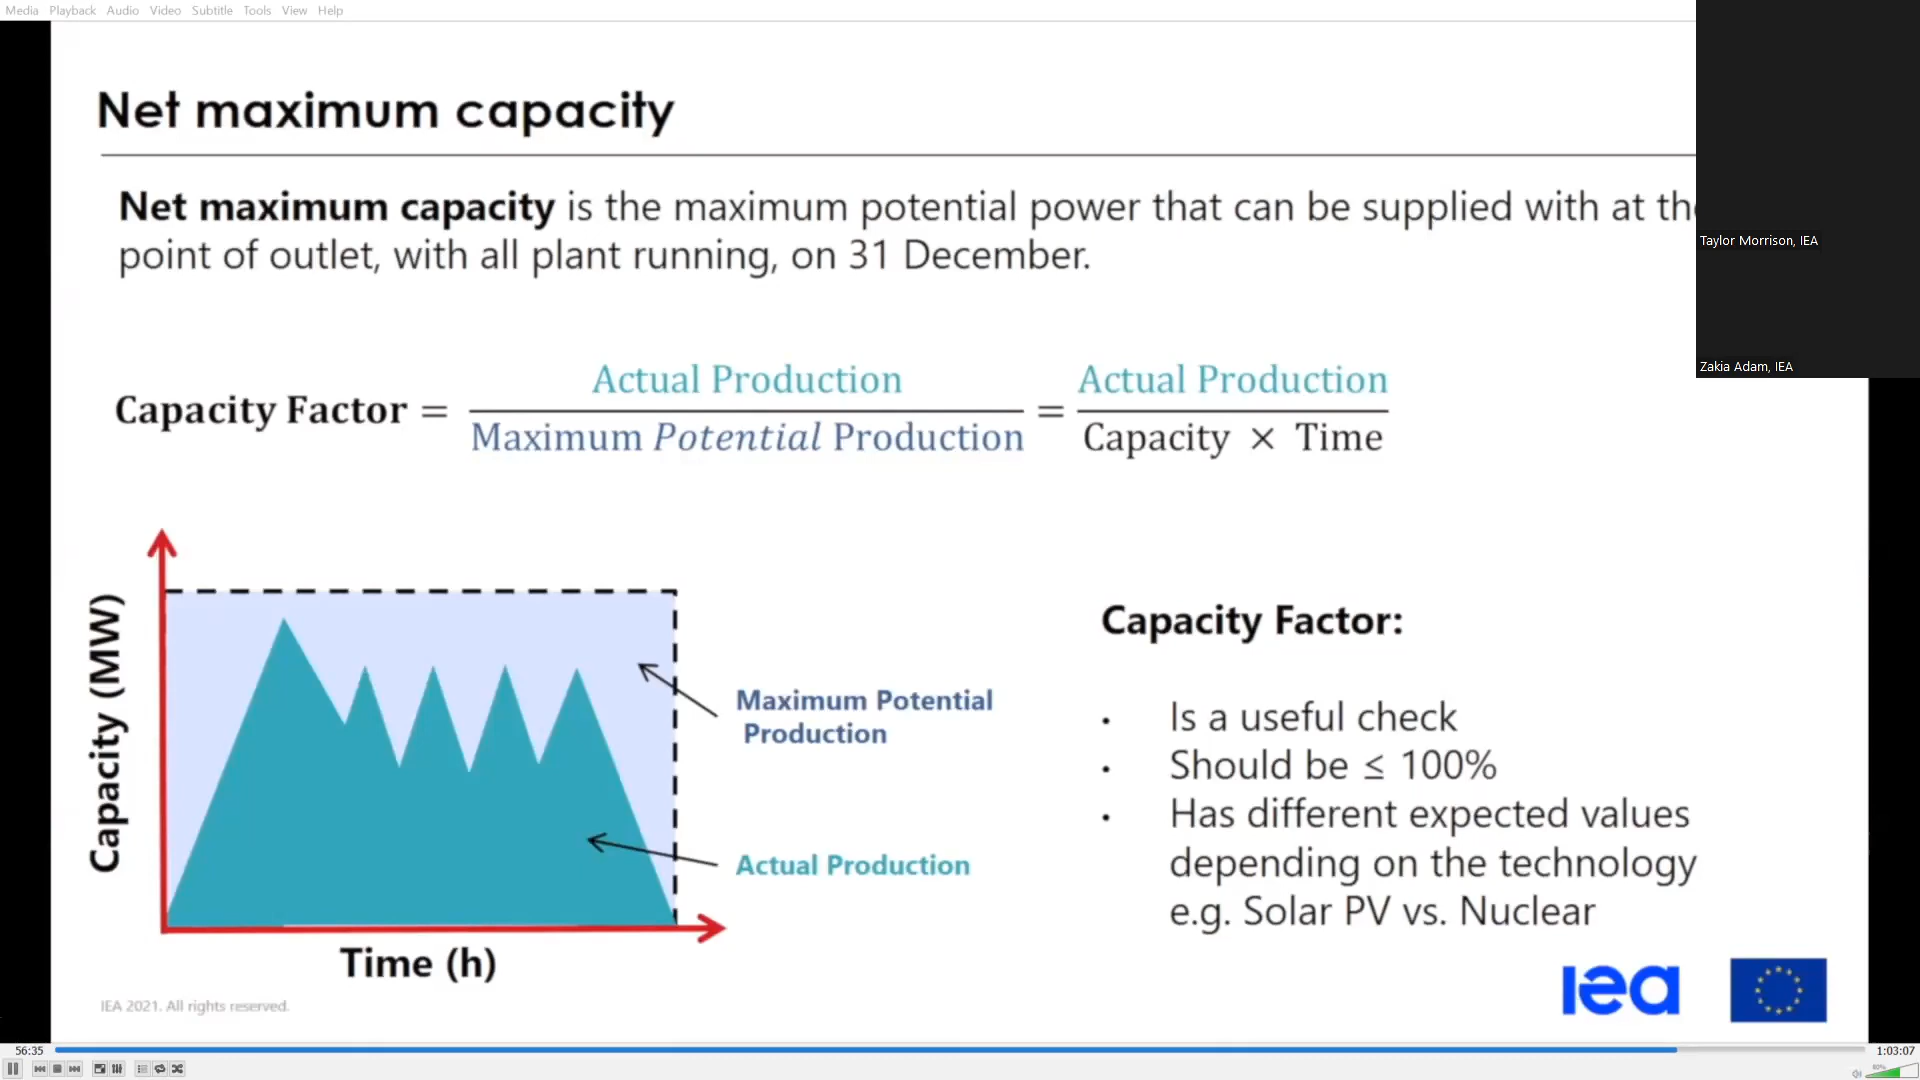 Media Playback Audio Video Subtitle Tools View Help
Net maximum capacity
Net maximum capacity is the maximum potential power that can be supplied with at the
point of outlet, with all plant running, on 31 December.
Taylor Morrison, IEA
Zakia Adam, IEA
Capacity Factor = Actual Production / Maximum Potential Production = Actual Production / Capacity × Time
Capacity (MW)
Time (h)
Maximum Potential
Production
Actual Production
Capacity Factor:
• Is a useful check
• Should be ≤ 100%
• Has different expected values
depending on the technology
e.g. Solar PV vs. Nuclear
IEA 2021. All rights reserved.
iea
56:35
1:03:07
80%